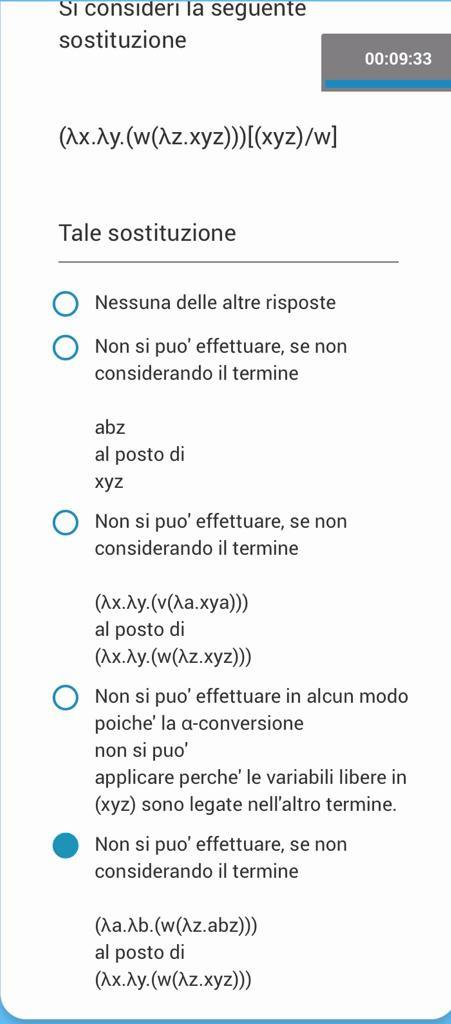 Si consideri la seguente
sostituzione
00:09:33
(λx.λy.(w(λz.xyz)))[(xyz)/w]
Tale sostituzione
Nessuna delle altre risposte
Non si puo' effettuare, se non
considerando il termine
abz
al posto di
xyz
Non si puo' effettuare, se non
considerando il termine
(λx.λy.(v(λa.xya)))
al posto di
(λx.λy.(w(λz.xyz)))
Non si puo' effettuare in alcun modo
poiche' la α-conversione
non si puo'
applicare perche' le variabili libere in
(xyz) sono legate nell'altro termine.
Non si puo' effettuare, se non
considerando il termine
(λa.λb.(w(λz.abz)))
al posto di
(λx.λy.(w(λz.xyz)))